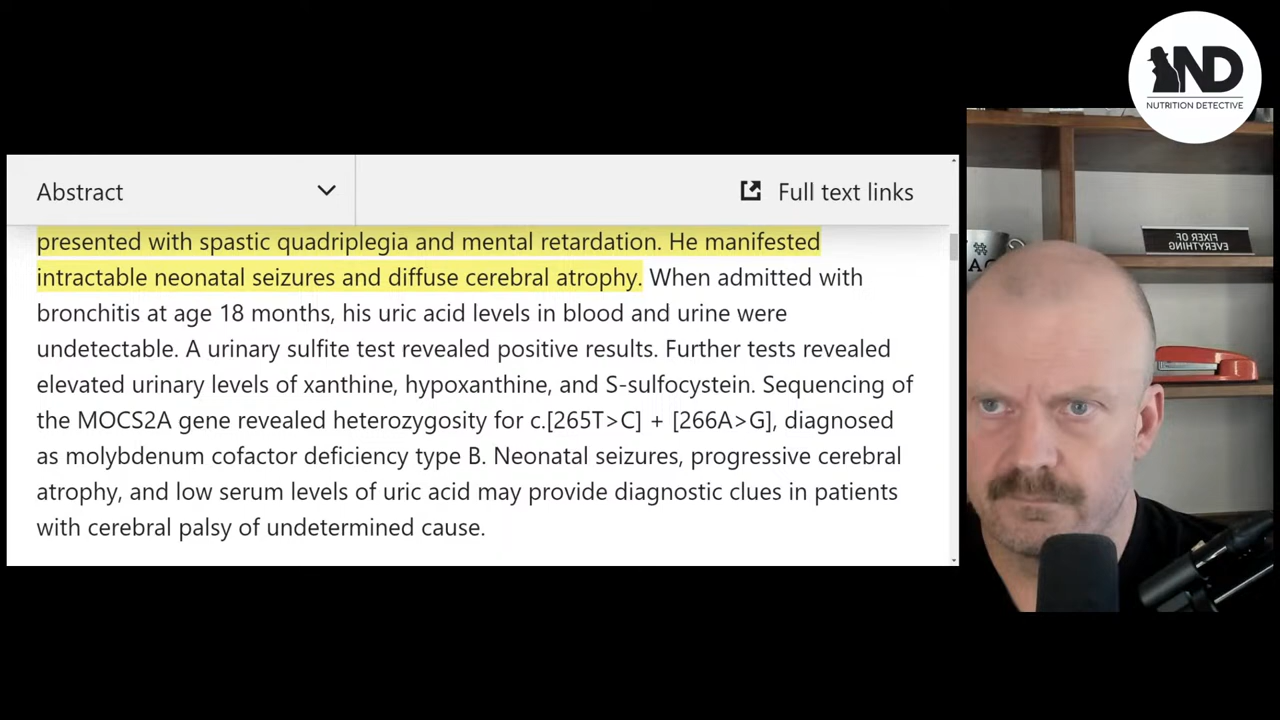 ND
NUTRITION DETECTIVE
Abstract
Full text links
presented with spastic quadriplegia and mental retardation. He manifested
intractable neonatal seizures and diffuse cerebral atrophy. When admitted with
bronchitis at age 18 months, his uric acid levels in blood and urine were
undetectable. A urinary sulfite test revealed positive results. Further tests revealed
elevated urinary levels of xanthine, hypoxanthine, and S-sulfocystein. Sequencing of
the MOCS2A gene revealed heterozygosity for c.[265T>C] + [266A>G], diagnosed
as molybdenum cofactor deficiency type B. Neonatal seizures, progressive cerebral
atrophy, and low serum levels of uric acid may provide diagnostic clues in patients
with cerebral palsy of undetermined cause.
FIXER OF
EVERYTHING